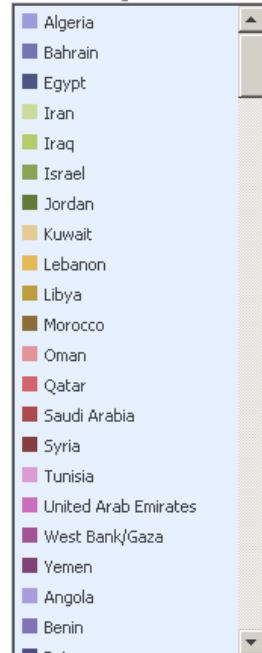 Algeria
Bahrain
Egypt
Iran
Iraq
Israel
Jordan
Kuwait
Lebanon
Libya
Morocco
Oman
Qatar
Saudi Arabia
Syria
Tunisia
United Arab Emirates
West Bank/Gaza
Yemen
Angola
Benin